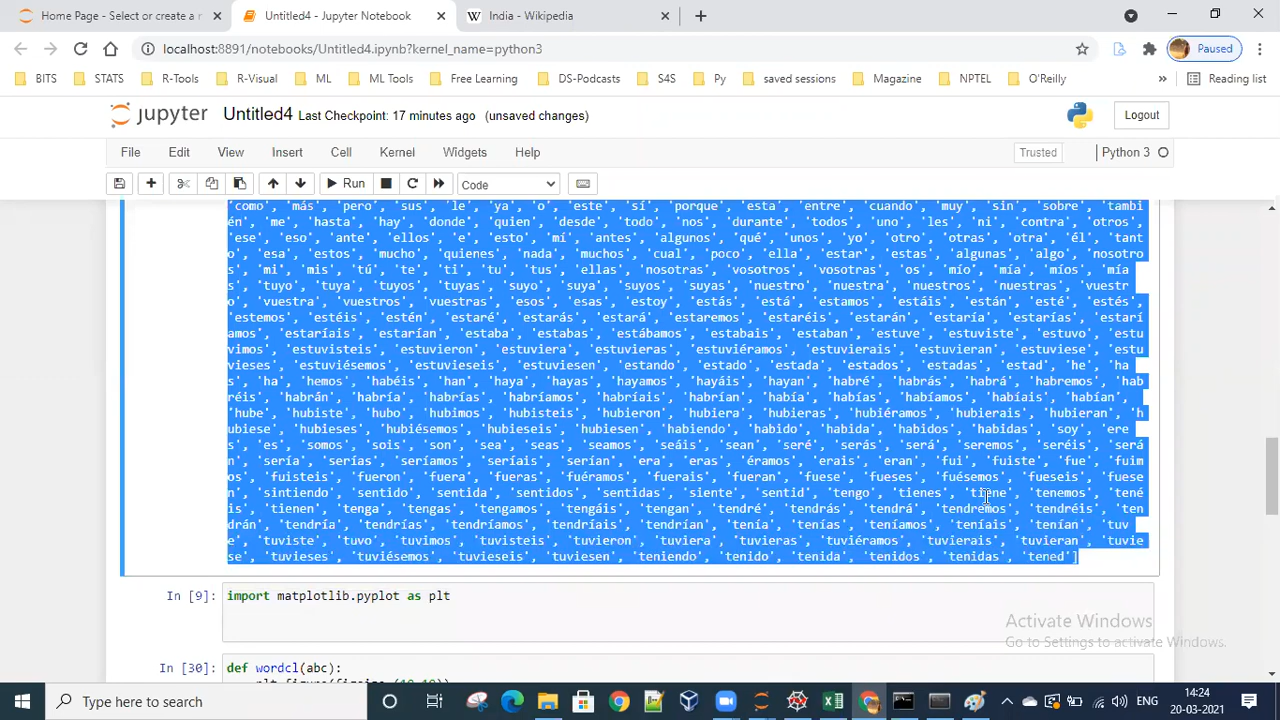 Home Page - Select or create a n
Untitled4 - Jupyter Notebook
India - Wikipedia
localhost:8891/notebooks/Untitled4.ipynb?kernel_name=python3
Paused
BITS STATS R-Tools R-Visual ML ML Tools Free Learning DS-Podcasts S4S Py saved sessions Magazine NPTEL O'Reilly » Reading list
jupyter Untitled4 Last Checkpoint: 17 minutes ago (unsaved changes) Logout
File Edit View Insert Cell Kernel Widgets Help Trusted Python 3
Run Code
'como', 'más', 'pero', 'sus', 'le', 'ya', 'o', 'este', 'sí', 'porque', 'esta', 'entre', 'cuando', 'muy', 'sin', 'sobre', 'tambi
én', 'me', 'hasta', 'hay', 'donde', 'quien', 'desde', 'todo', 'nos', 'durante', 'todos', 'uno', 'les', 'ni', 'contra', 'otros',
'ese', 'eso', 'ante', 'ellos', 'e', 'esto', 'mí', 'antes', 'algunos', 'qué', 'unos', 'yo', 'otro', 'otras', 'otra', 'él', 'tant
o', 'esa', 'estos', 'mucho', 'quienes', 'nada', 'muchos', 'cual', 'poco', 'ella', 'estar', 'estas', 'algunas', 'algo', 'nosotro
s', 'mi', 'mis', 'tú', 'te', 'ti', 'tu', 'tus', 'ellas', 'nosotras', 'vosotros', 'vosotras', 'os', 'mío', 'mía', 'míos', 'mía
s', 'tuyo', 'tuya', 'tuyos', 'tuyas', 'suyo', 'suya', 'suyos', 'suyas', 'nuestro', 'nuestra', 'nuestros', 'nuestras', 'vuestr
o', 'vuestra', 'vuestros', 'vuestras', 'esos', 'esas', 'estoy', 'estás', 'está', 'estamos', 'estáis', 'están', 'esté', 'estés',
'estemos', 'estéis', 'estén', 'estaré', 'estarás', 'estará', 'estaremos', 'estaréis', 'estarán', 'estaría', 'estarías', 'estarí
amos', 'estaríais', 'estarían', 'estaba', 'estabas', 'estábamos', 'estabais', 'estaban', 'estuve', 'estuviste', 'estuvo', 'estu
vimos', 'estuvisteis', 'estuvieron', 'estuviera', 'estuvieras', 'estuviéramos', 'estuvierais', 'estuvieran', 'estuviese', 'estu
vieses', 'estuviésemos', 'estuvieseis', 'estuviesen', 'estando', 'estado', 'estada', 'estados', 'estadas', 'estad', 'he', 'ha
s', 'ha', 'hemos', 'habéis', 'han', 'haya', 'hayas', 'hayamos', 'hayáis', 'hayan', 'habré', 'habrás', 'habrá', 'habremos', 'hab
réis', 'habrán', 'habría', 'habrías', 'habríamos', 'habríais', 'habrían', 'había', 'habías', 'habíamos', 'habíais', 'habían',
'hube', 'hubiste', 'hubo', 'hubimos', 'hubisteis', 'hubieron', 'hubiera', 'hubieras', 'hubiéramos', 'hubierais', 'hubieran', 'h
ubiese', 'hubieses', 'hubiésemos', 'hubieseis', 'hubiesen', 'habiendo', 'habido', 'habida', 'habidos', 'habidas', 'soy', 'ere
s', 'es', 'somos', 'sois', 'son', 'sea', 'seas', 'seamos', 'seáis', 'sean', 'seré', 'serás', 'será', 'seremos', 'seréis', 'será
n', 'sería', 'serías', 'seríamos', 'seríais', 'serían', 'era', 'eras', 'éramos', 'erais', 'eran', 'fui', 'fuiste', 'fue', 'fuim
os', 'fuisteis', 'fueron', 'fuera', 'fueras', 'fuéramos', 'fuerais', 'fueran', 'fuese', 'fueses', 'fuésemos', 'fueseis', 'fuese
n', 'sintiendo', 'sentido', 'sentida', 'sentidos', 'sentidas', 'siente', 'sentid', 'tengo', 'tienes', 'tiene', 'tenemos', 'tené
is', 'tienen', 'tenga', 'tengas', 'tengamos', 'tengáis', 'tengan', 'tendré', 'tendrás', 'tendrá', 'tendremos', 'tendréis', 'ten
drán', 'tendría', 'tendrías', 'tendríamos', 'tendríais', 'tendrían', 'tenía', 'tenías', 'teníamos', 'teníais', 'tenían', 'tuv
e', 'tuviste', 'tuvo', 'tuvimos', 'tuvisteis', 'tuvieron', 'tuviera', 'tuvieras', 'tuviéramos', 'tuvierais', 'tuvieran', 'tuvie
se', 'tuvieses', 'tuviésemos', 'tuvieseis', 'tuviesen', 'teniendo', 'tenido', 'tenida', 'tenidos', 'tenidas', 'tened']
In [9]: import matplotlib.pyplot as plt
Activate Windows
Go to Settings to activate Windows.
In [30]: def wordcl(abc):
plt.figure(figsize=(10,10))
Type here to search
ENG
14:24
20-03-2021